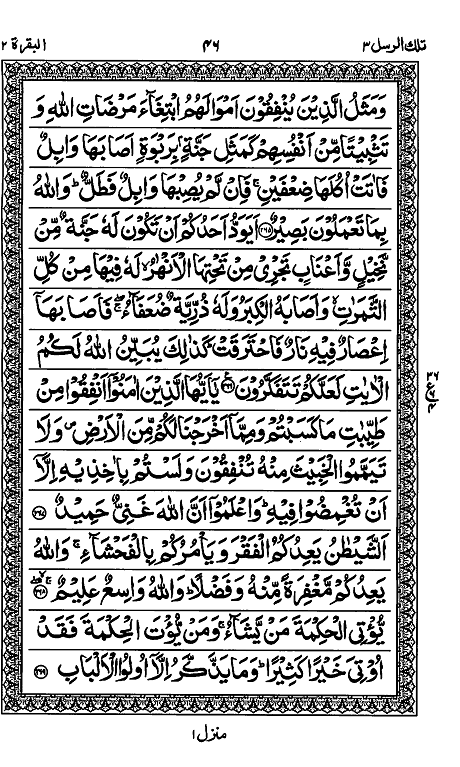 تلك الرسل ٣ ٤٦ البقرة ٢
وَمَثَلُ الَّذِيْنَ يُنْفِقُوْنَ اَمْوَالَهُمُ ابْتِغَآءَ مَرْضَاتِ اللّٰهِ وَ
تَثْبِيْتًا مِّنْ اَنْفُسِهِمْ كَمَثَلِ جَنَّةٍۭ بِرَبْوَةٍ اَصَابَهَا وَابِلٌ
فَاٰتَتْ اُكُلَهَا ضِعْفَيْنِ ۚ فَاِنْ لَّمْ يُصِبْهَا وَابِلٌ فَطَلٌّ ؕ وَاللّٰهُ
بِمَا تَعْمَلُوْنَ بَصِيْرٌ ۝٢٦٥ اَيَوَدُّ اَحَدُكُمْ اَنْ تَكُوْنَ لَهٗ جَنَّةٌ مِّنْ
نَّخِيْلٍ وَّاَعْنَابٍ تَجْرِيْ مِنْ تَحْتِهَا الْاَنْهٰرُ ۙ لَهٗ فِيْهَا مِنْ كُلِّ
الثَّمَرٰتِ ۙ وَاَصَابَهُ الْكِبَرُ وَلَهٗ ذُرِّيَّةٌ ضُعَفَآءُ ۖۚ فَاَصَابَهَاۤ
اِعْصَارٌ فِيْهِ نَارٌ فَاحْتَرَقَتْ ؕ كَذٰلِكَ يُبَيِّنُ اللّٰهُ لَكُمُ
الْاٰيٰتِ لَعَلَّكُمْ تَتَفَكَّرُوْنَ ۝٢٦٦ يٰۤاَيُّهَا الَّذِيْنَ اٰمَنُوْۤا اَنْفِقُوْا مِنْ
طَيِّبٰتِ مَا كَسَبْتُمْ وَمِمَّاۤ اَخْرَجْنَا لَكُمْ مِّنَ الْاَرْضِ ۪ وَلَا
تَيَمَّمُوا الْخَبِيْثَ مِنْهُ تُنْفِقُوْنَ وَلَسْتُمْ بِاٰخِذِيْهِ اِلَّاۤ
اَنْ تُغْمِضُوْا فِيْهِ ؕ وَاعْلَمُوْۤا اَنَّ اللّٰهَ غَنِيٌّ حَمِيْدٌ ۝٢٦٧
اَلشَّيْطٰنُ يَعِدُكُمُ الْفَقْرَ وَيَاْمُرُكُمْ بِالْفَحْشَآءِ ۚ وَاللّٰهُ
يَعِدُكُمْ مَّغْفِرَةً مِّنْهُ وَفَضْلًا ؕ وَاللّٰهُ وَاسِعٌ عَلِيْمٌ ۝٢٦٨
يُّؤْتِي الْحِكْمَةَ مَنْ يَّشَآءُ ۚ وَمَنْ يُّؤْتَ الْحِكْمَةَ فَقَدْ
اُوْتِيَ خَيْرًا كَثِيْرًا ؕ وَمَا يَذَّكَّرُ اِلَّاۤ اُولُوا الْاَلْبَابِ ۝٢٦٩
٣٦
ع
٤
منزل ١